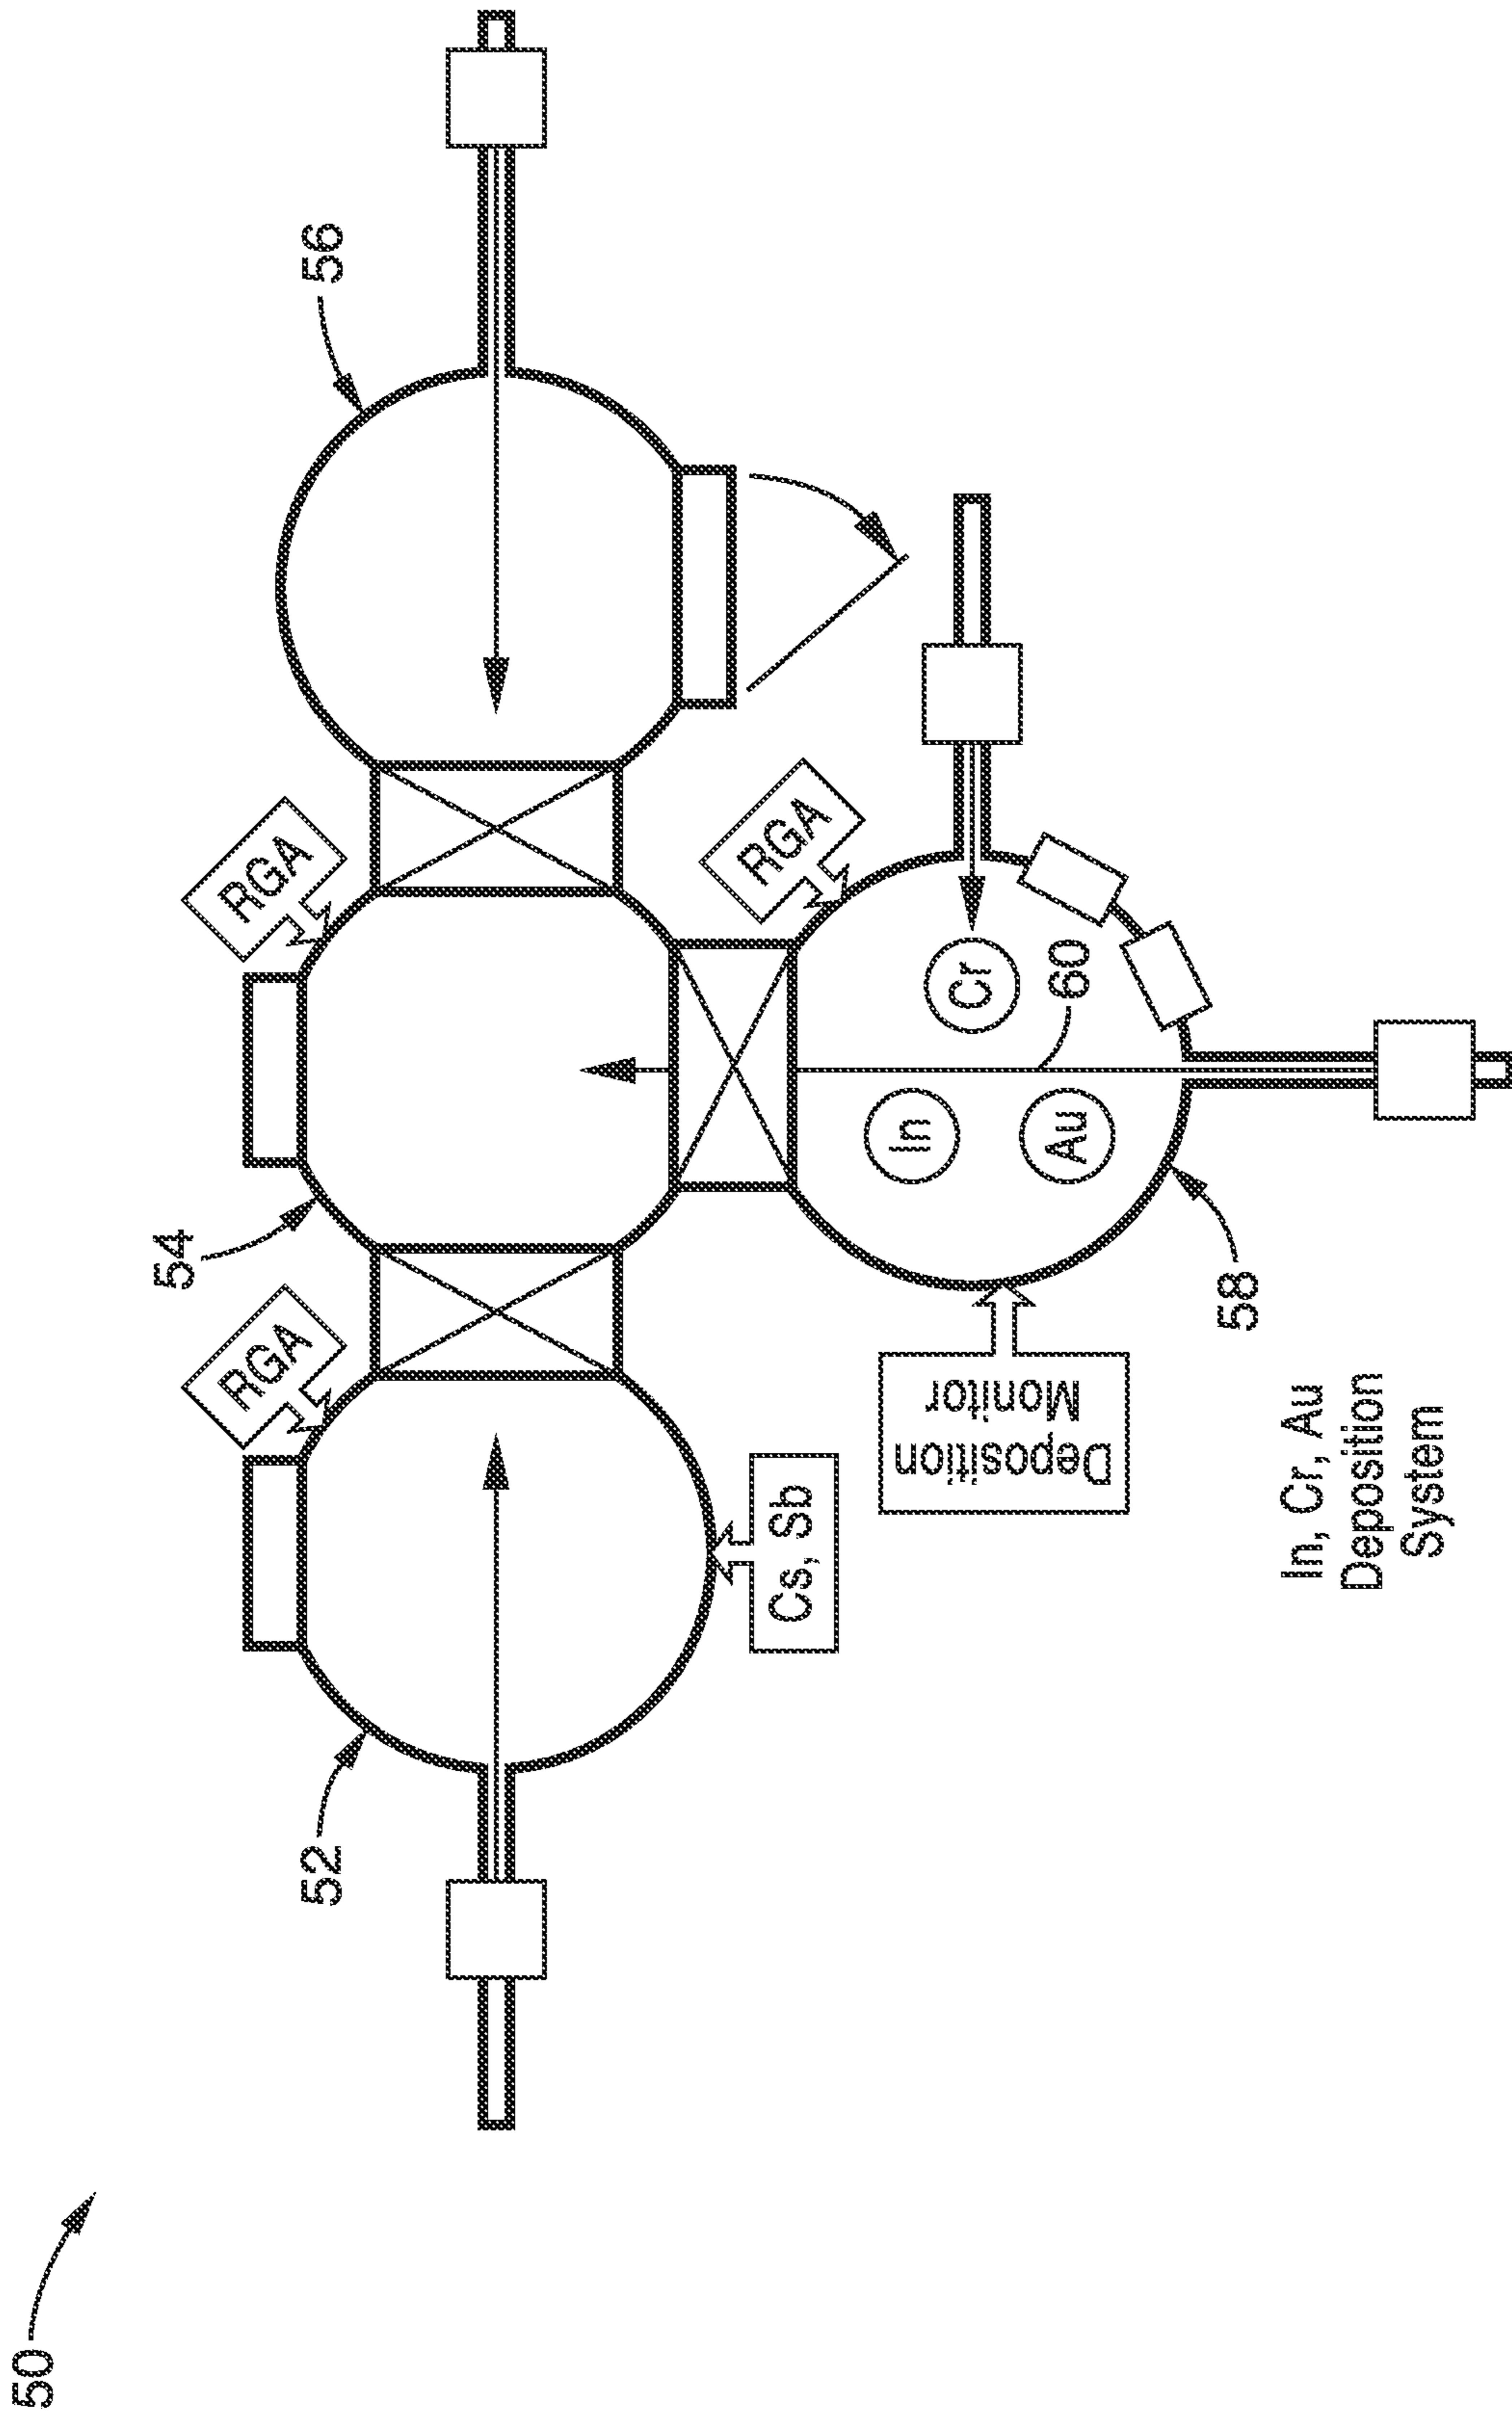 50
54
RGA
RGA
52
56
RGA
Cs, Sb
In
Cr
Deposition
Monitor
Au
60
58
In, Cr, Au
Deposition
System